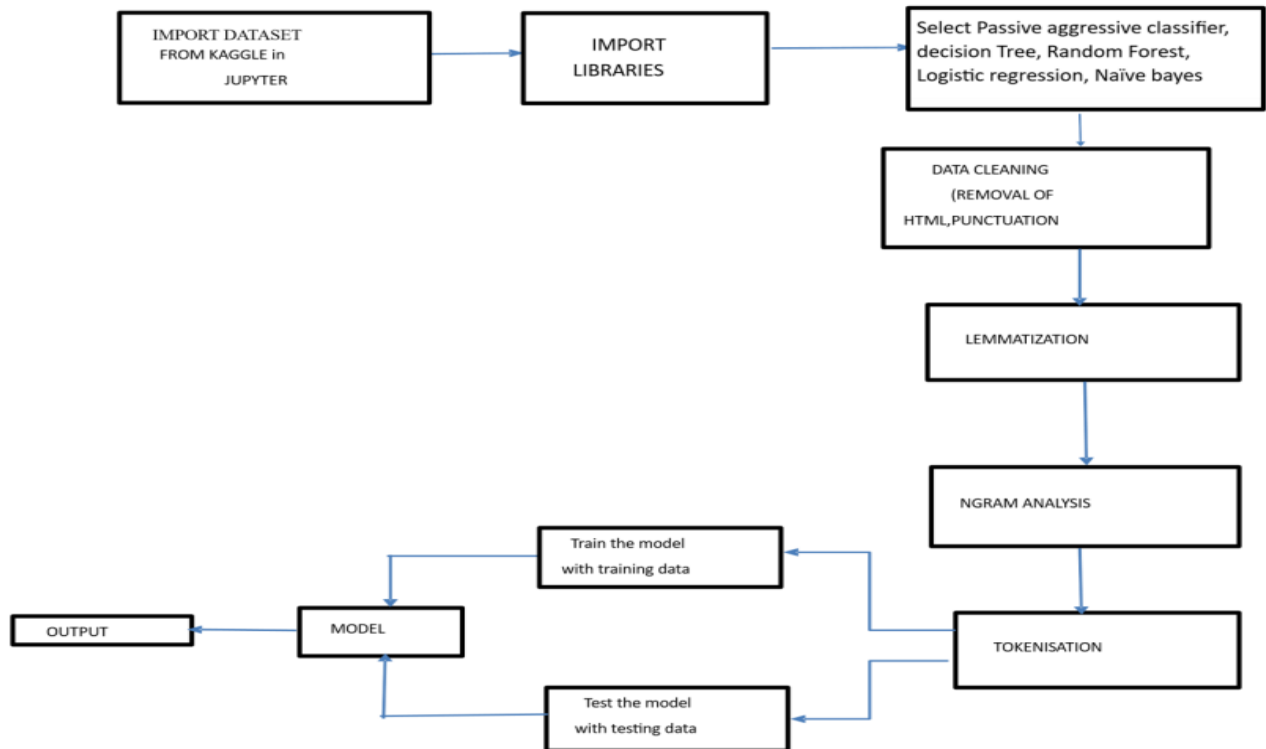 IMPORT DATASET
FROM KAGGLE in
JUPYTER
IMPORT
LIBRARIES
Select Passive aggressive classifier,
decision Tree, Random Forest,
Logistic regression, Naïve bayes
DATA CLEANING
(REMOVAL OF
HTML,PUNCTUATION
LEMMATIZATION
NGRAM ANALYSIS
TOKENISATION
Train the model
with training data
Test the model
with testing data
MODEL
OUTPUT